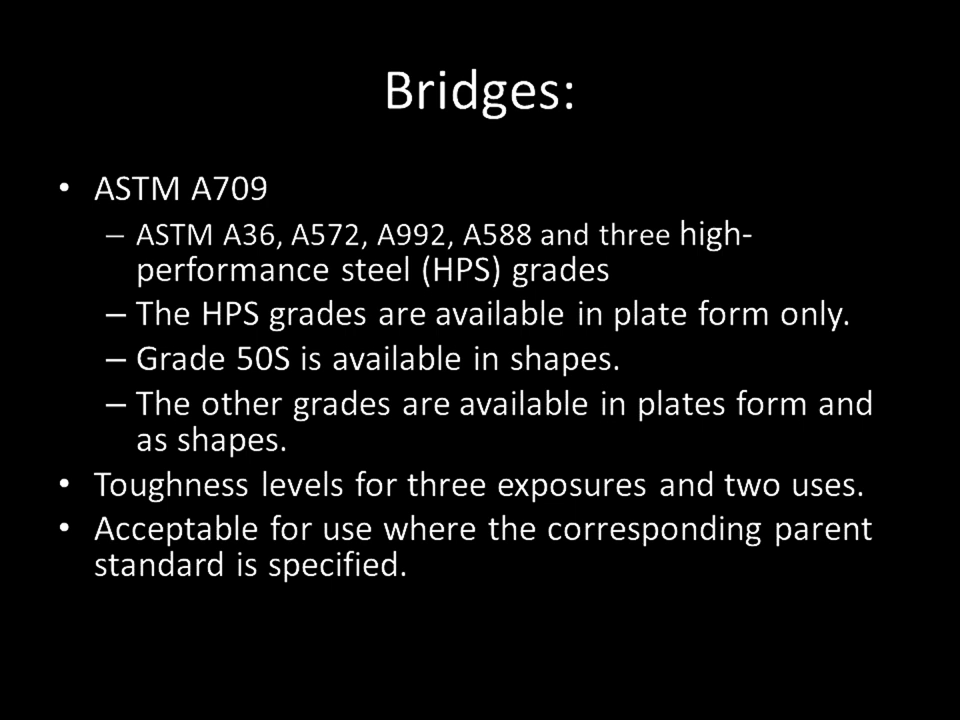 Bridges:
• ASTM A709
– ASTM A36, A572, A992, A588 and three high-
performance steel (HPS) grades
– The HPS grades are available in plate form only.
– Grade 50S is available in shapes.
– The other grades are available in plates form and
as shapes.
• Toughness levels for three exposures and two uses.
• Acceptable for use where the corresponding parent
standard is specified.